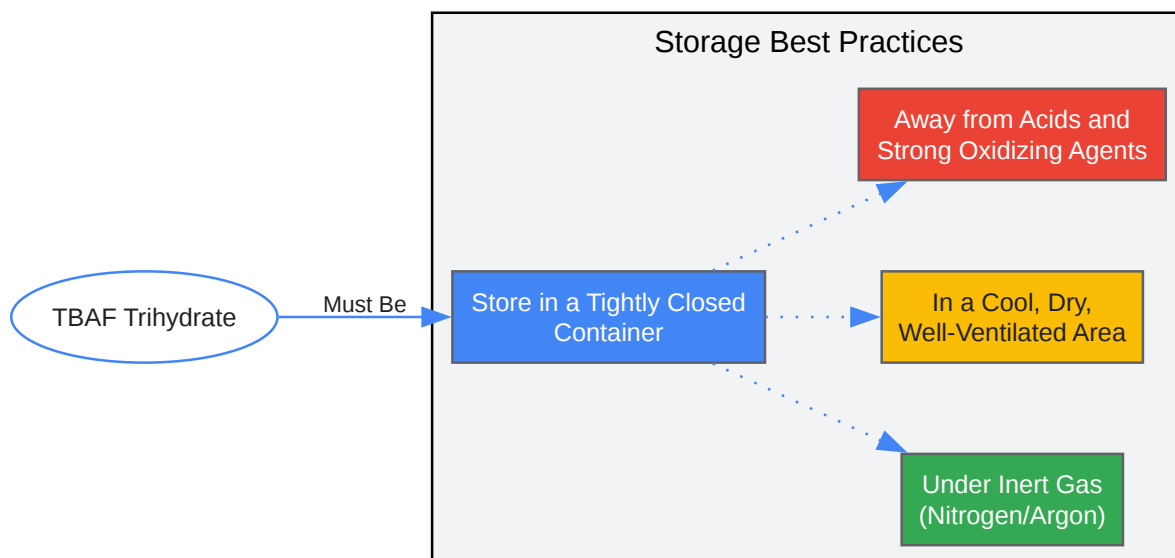 Storage Best Practices
Away from Acids and
Strong Oxidizing Agents
TBAF Trihydrate
Must Be
Store in a Tightly Closed
Container
In a Cool, Dry,
Well-Ventilated Area
Under Inert Gas
(Nitrogen/Argon)